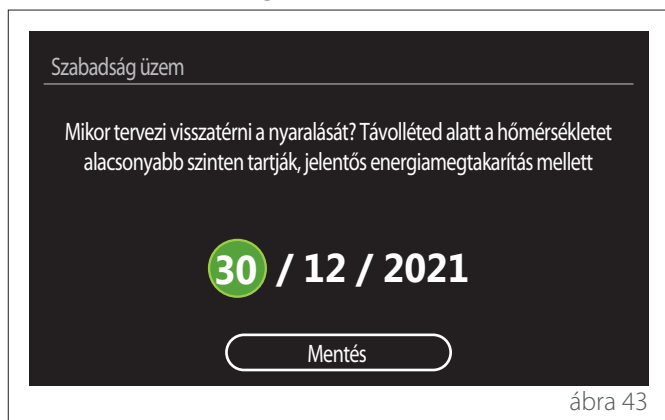 Szabadság üzem
Mikor tervezi visszatérni a nyaralását? Távolléted alatt a hőmérsékletet
alacsonyabb szinten tartják, jelentős energiamegtakarítás mellett
30 / 12 / 2021
Mentés
ábra 43